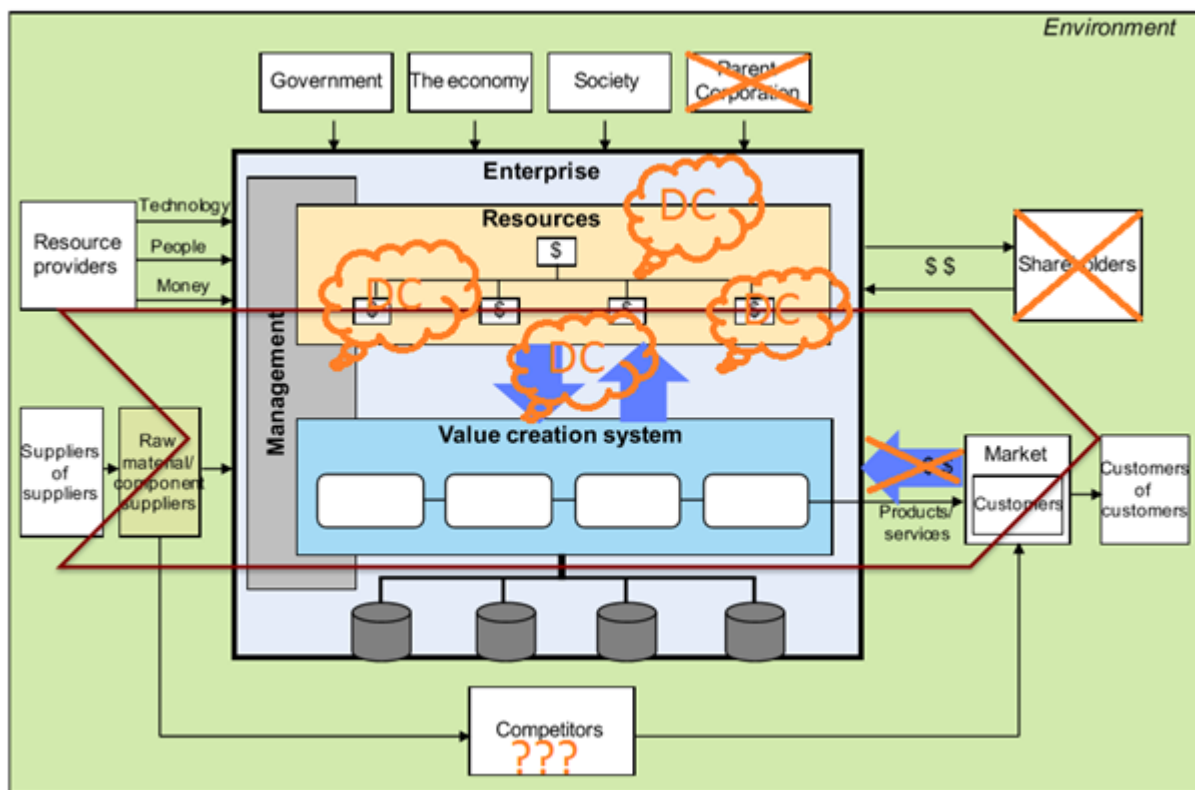 Environment
Government
The economy
Society
Parent
Corporation
Enterprise
Resources
DC
$
Technology
People
Money
Resource
providers
DC
$
$
$
DC
$
$ $
Shareholders
DC
Management
Value creation system
Suppliers
of
suppliers
Raw
material/
component
suppliers
$ $
Products/
services
Market
Customers
Customers
of
customers
Competitors
???